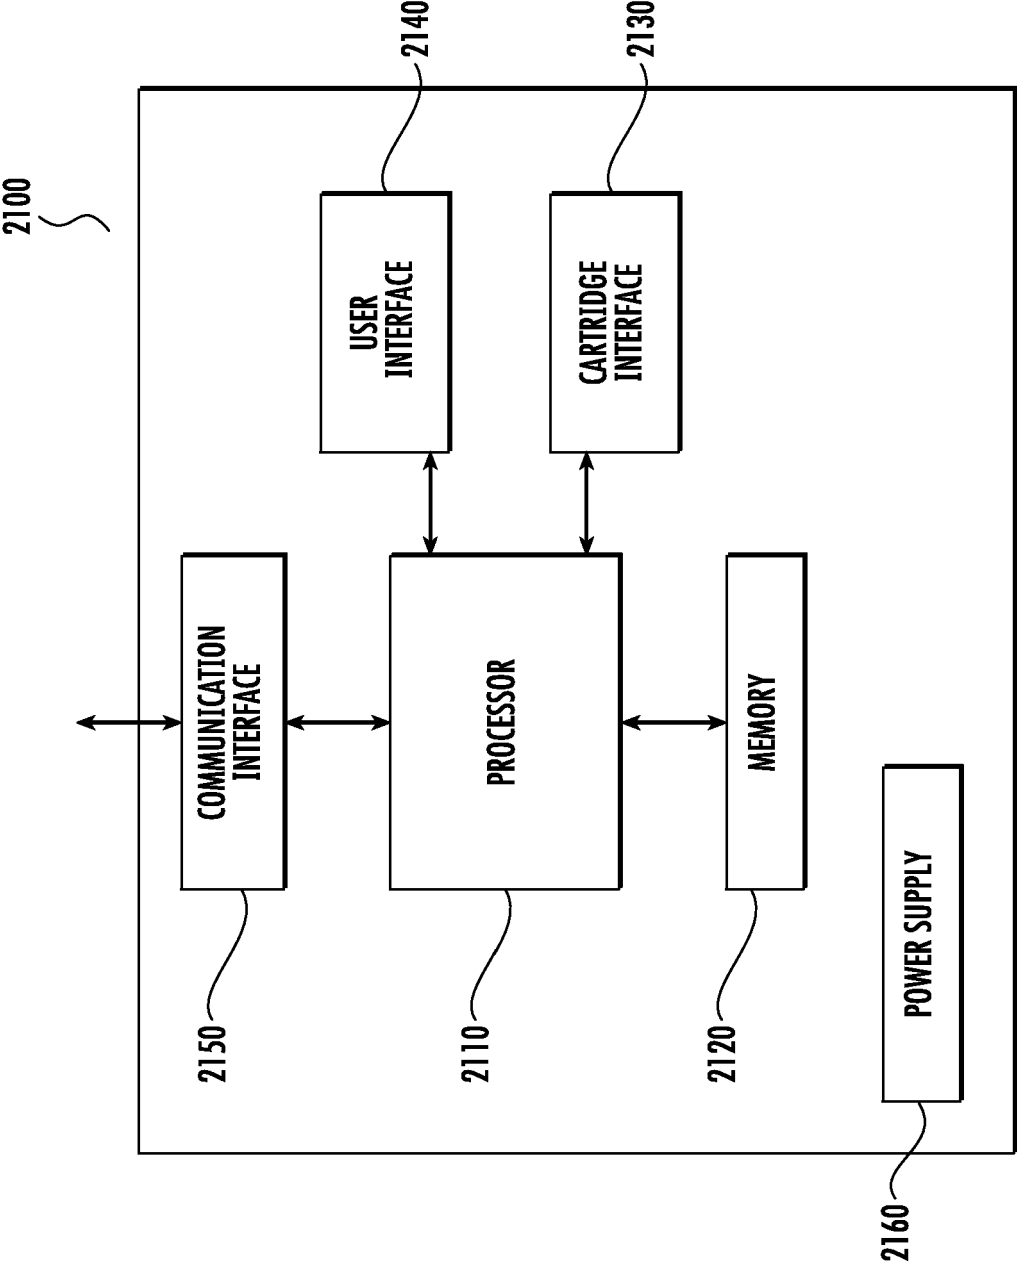 2100
2140
2130
USER
INTERFACE
CARTRIDGE
INTERFACE
COMMUNICATION
INTERFACE
PROCESSOR
MEMORY
POWER SUPPLY
2150
2110
2120
2160